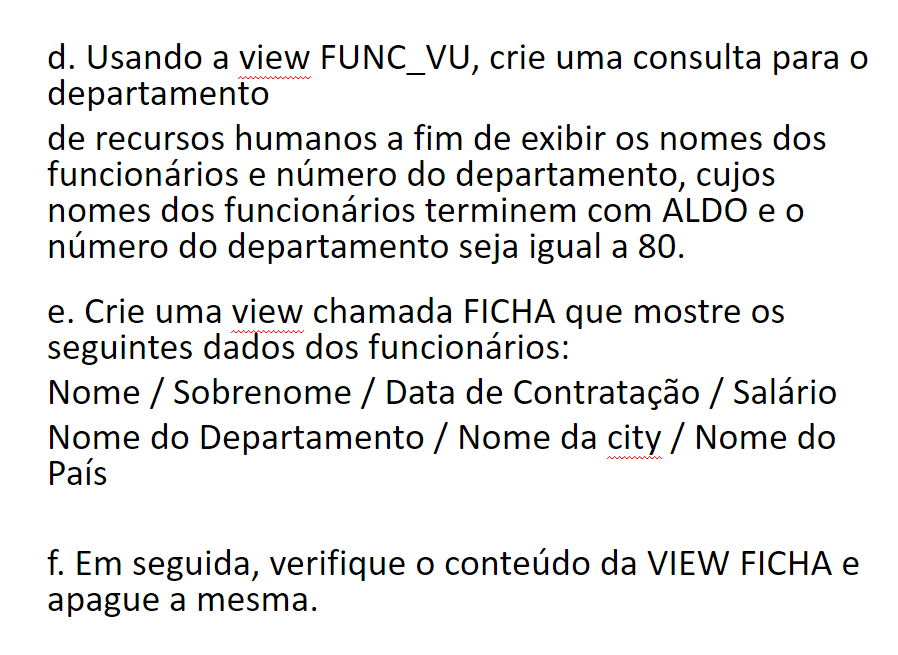 d. Usando a view FUNC_VU, crie uma consulta para o
departamento
de recursos humanos a fim de exibir os nomes dos
funcionários e número do departamento, cujos
nomes dos funcionários terminem com ALDO e o
número do departamento seja igual a 80.
e. Crie uma view chamada FICHA que mostre os
seguintes dados dos funcionários:
Nome / Sobrenome / Data de Contratação / Salário
Nome do Departamento / Nome da city / Nome do
País
f. Em seguida, verifique o conteúdo da VIEW FICHA e
apague a mesma.